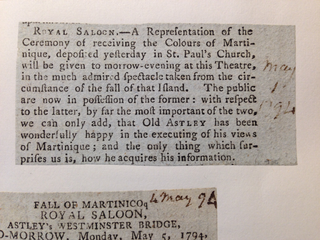 ROYAL SALOON.—A Representation of the
Ceremony of receiving the Colours of Marti-
nique, deposited yesterday in St. Paul's Church,
will be given to morrow-evening at this Theatre,
in the much admired spectacle taken from the cir-
cumstance of the fall of that Island. The public
are now in possession of the former: with respect
to the latter, by far the most important of the two,
we can only add, that Old ASTLEY has been
wonderfully happy in the executing of his views
of Martinique; and the only thing which sur-
prises us is, how he acquires his information.
May
1794
FALL OF MARTINICO,
4 May 94
ROYAL SALOON,
ASTLEY's WESTMINSTER BRIDGE,
O-MORROW, Monday, May 5, 1794,